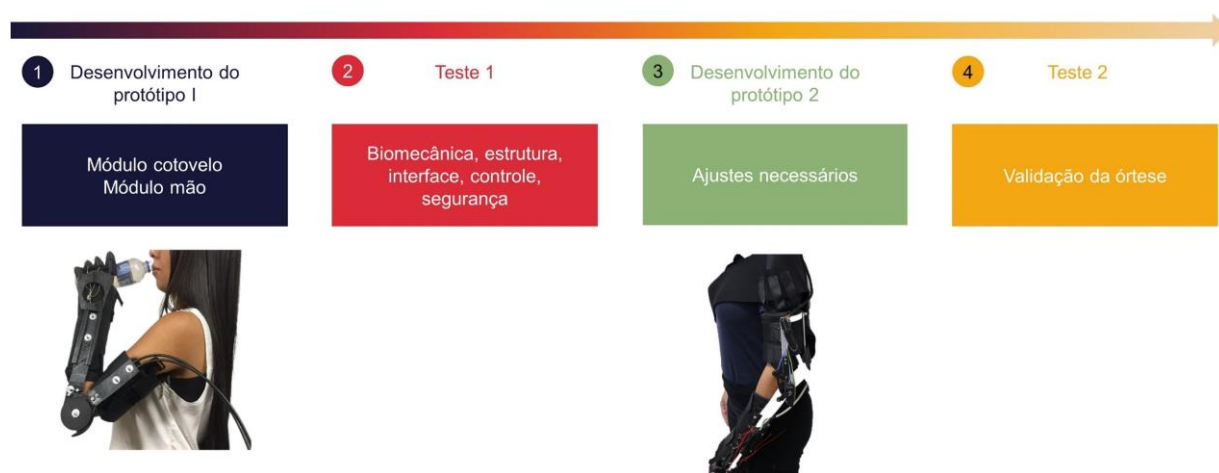 1 Desenvolvimento do
protótipo I
2 Teste 1
3 Desenvolvimento do
protótipo 2
4 Teste 2
Módulo cotovelo
Módulo mão
Biomecânica, estrutura,
interface, controle,
segurança
Ajustes necessários
Validação da órtese